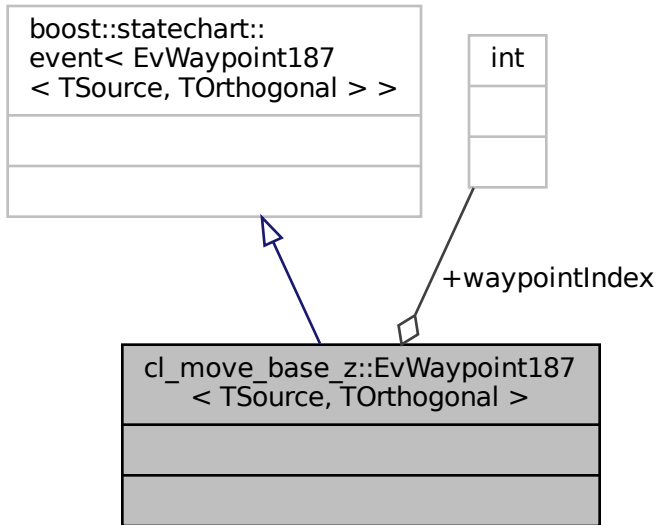 boost::statechart::
event< EvWaypoint187
< TSource, TOrthogonal > >
int
+waypointIndex
cl_move_base_z::EvWaypoint187
< TSource, TOrthogonal >